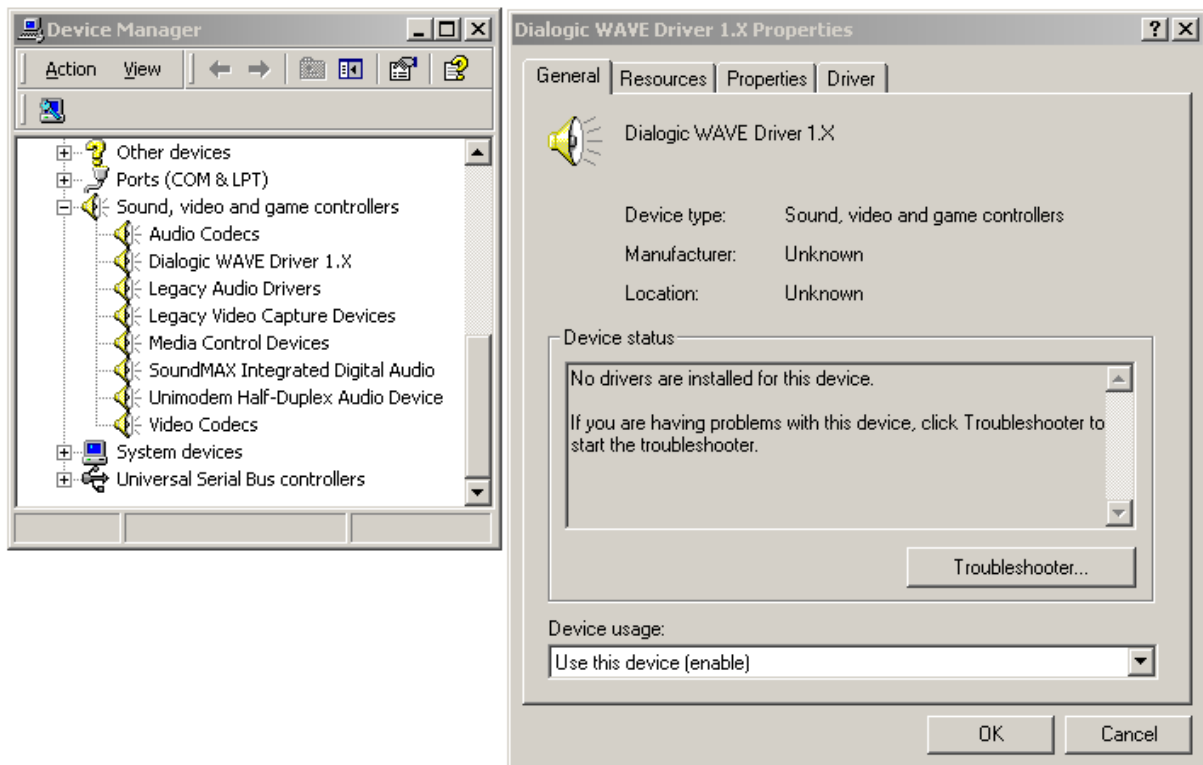 Device Manager
Action View
Other devices
Ports (COM & LPT)
Sound, video and game controllers
Audio Codecs
Dialogic WAVE Driver 1.X
Legacy Audio Drivers
Legacy Video Capture Devices
Media Control Devices
SoundMAX Integrated Digital Audio
Unimodem Half-Duplex Audio Device
Video Codecs
System devices
Universal Serial Bus controllers
Dialogic WAVE Driver 1.X Properties
General Resources Properties Driver
Dialogic WAVE Driver 1.X
Device type: Sound, video and game controllers
Manufacturer: Unknown
Location: Unknown
Device status
No drivers are installed for this device.
If you are having problems with this device, click Troubleshooter to
start the troubleshooter.
Troubleshooter...
Device usage:
Use this device (enable)
OK Cancel